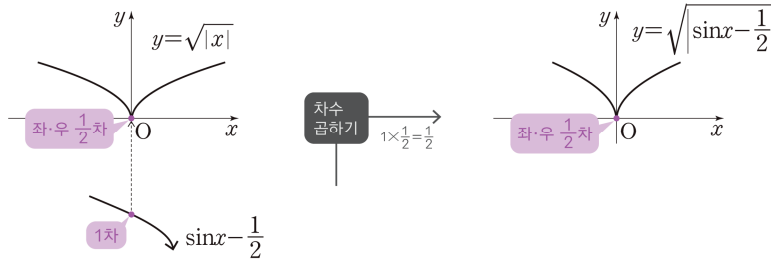 y
y=√|x|
좌·우 1/2차
O
x
1차
sinx-1/2
차수
곱하기
1×1/2=1/2
y
y=√|sinx-1/2
좌·우 1/2차
O
x